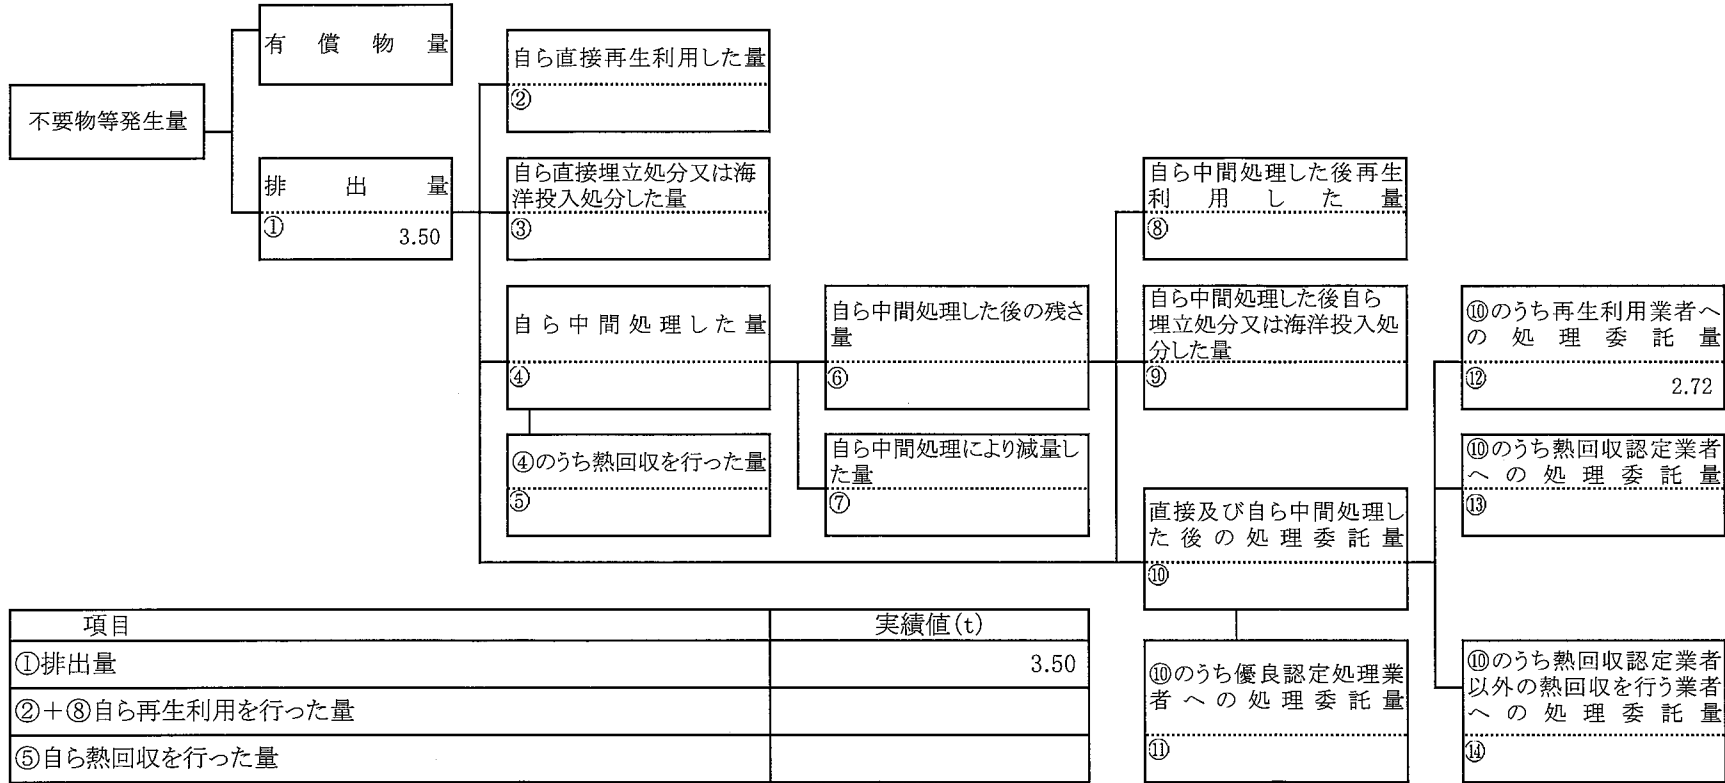 有償物量
不要物等発生量
排出量
①
3.50
自ら直接再生利用した量
②
自ら直接埋立処分又は海
洋投入処分した量
③
自ら中間処理した量
④
④のうち熱回収を行った量
⑤
自ら中間処理した後の残さ
量
⑥
自ら中間処理により減量し
た量
⑦
自ら中間処理した後再生
利用した量
⑧
自ら中間処理した後自ら
埋立処分又は海洋投入処
分した量
⑨
直接及び自ら中間処理し
た後の処理委託量
⑩
⑩のうち優良認定処理業
者への処理委託量
⑪
⑩のうち再生利用業者へ
の処理委託量
⑫
2.72
⑩のうち熱回収認定業者
への処理委託量
⑬
⑩のうち熱回収認定業者
以外の熱回収を行う業者
への処理委託量
⑭
項目 実績値(t)
①排出量 3.50
②+⑧自ら再生利用を行った量
⑤自ら熱回収を行った量